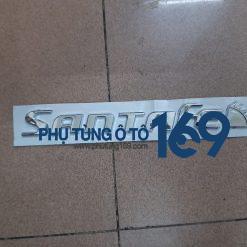 SANTAFE
PHỤ TÙNG Ô TÔ 169
www.phutung169.com